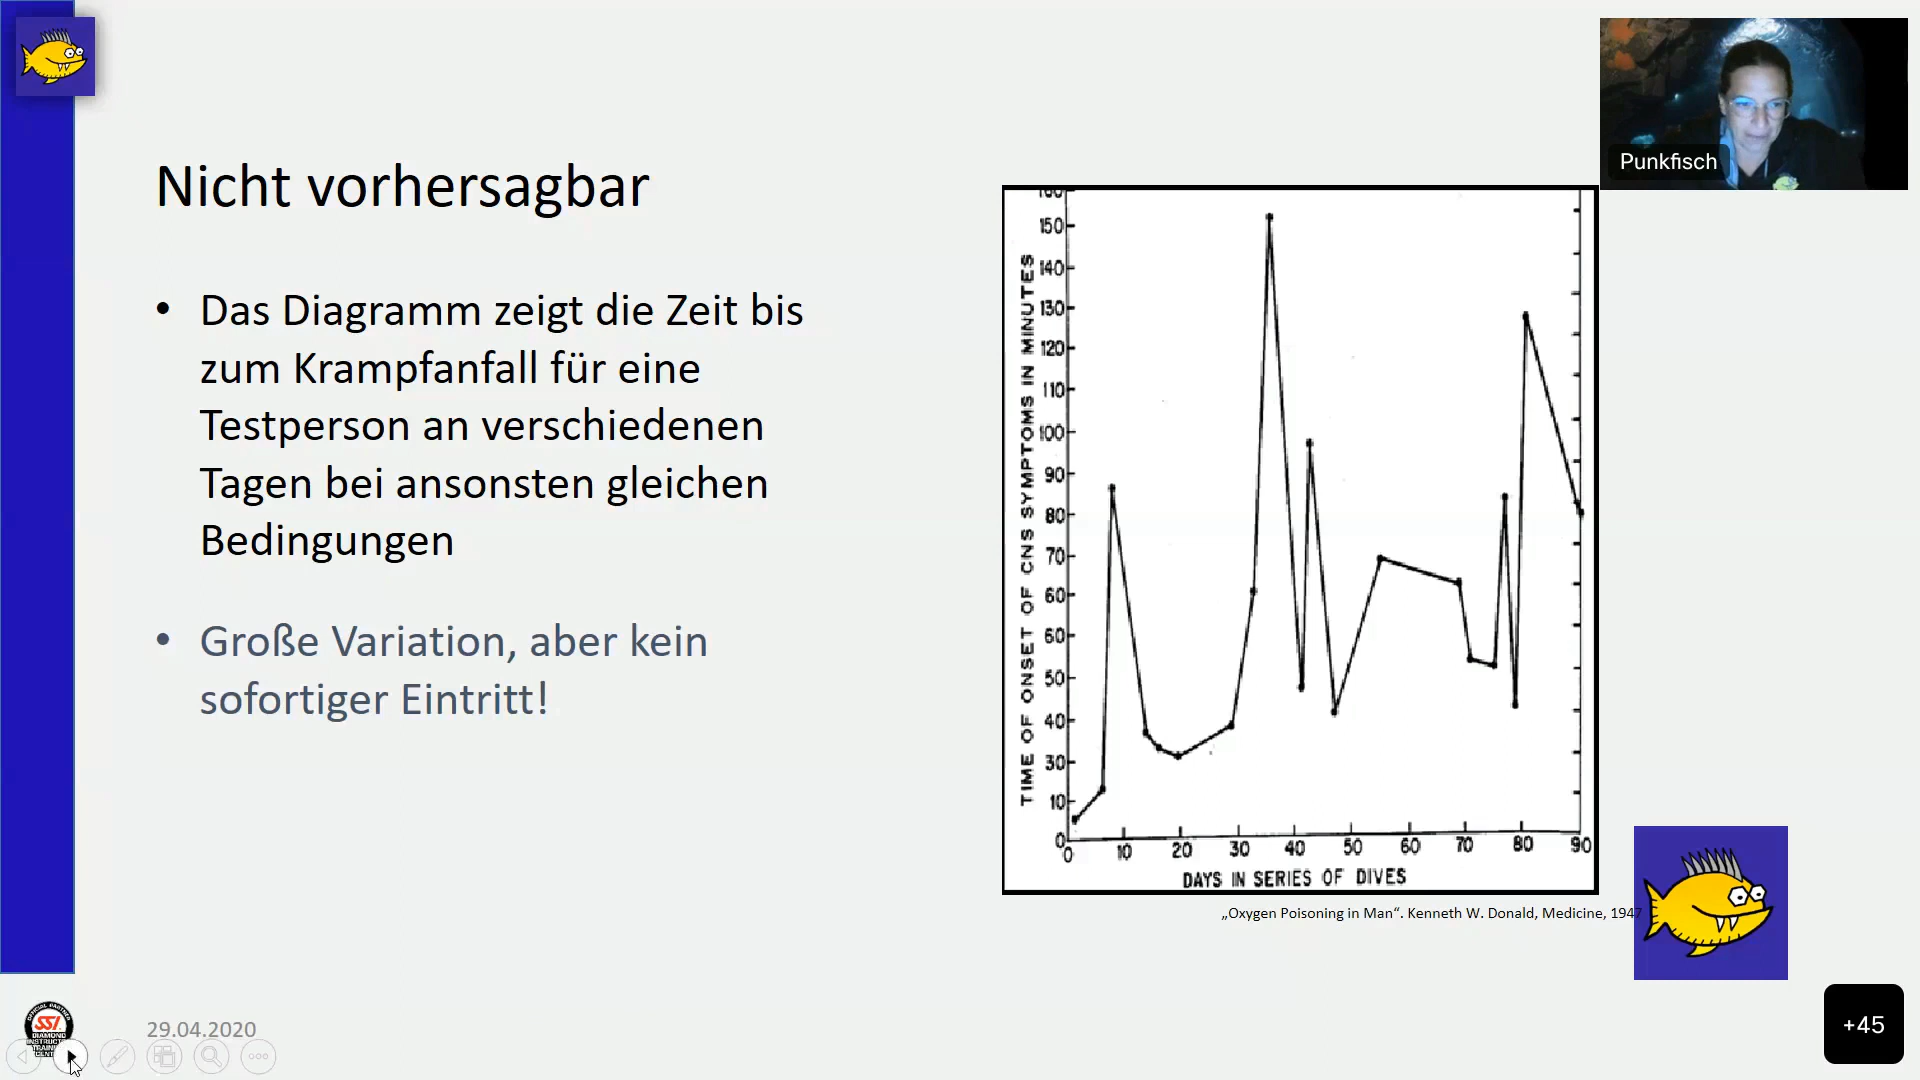 Punkfisch
Nicht vorhersagbar
• Das Diagramm zeigt die Zeit bis
zum Krampfanfall für eine
Testperson an verschiedenen
Tagen bei ansonsten gleichen
Bedingungen
• Große Variation, aber kein
sofortiger Eintritt!
TIME OF ONSET OF CNS SYMPTOMS IN MINUTES
160
150
140
130
120
110
100
90
80
70
60
60
50
40
30
10
0
0 10 20 30 40 50 60 70 80 90
DAYS IN SERIES OF DIVES
„Oxygen Poisoning in Man“. Kenneth W. Donald, Medicine, 1947
SSI
DIAMOND
29.04.2020
+45